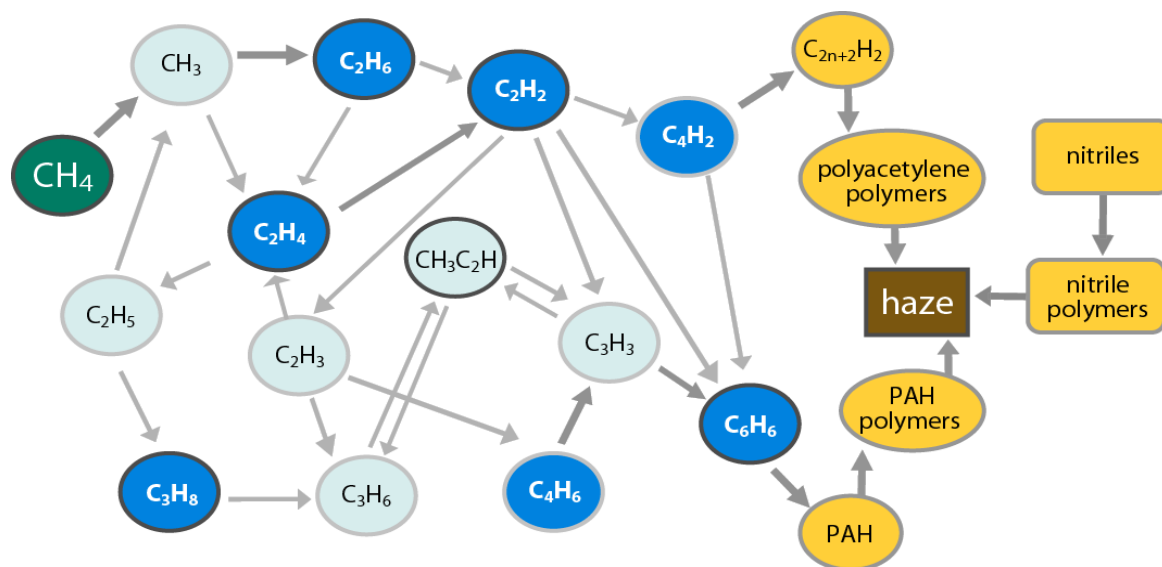 CH₃
C₂H₆
C₂H₂
C₂ₙ₊₂H₂
C₄H₂
CH₄
polyacetylene
polymers
nitriles
C₂H₄
CH₃C₂H
haze
nitrile
polymers
C₂H₅
C₂H₃
C₃H₃
PAH
polymers
C₆H₆
C₃H₈
C₃H₆
C₄H₆
PAH